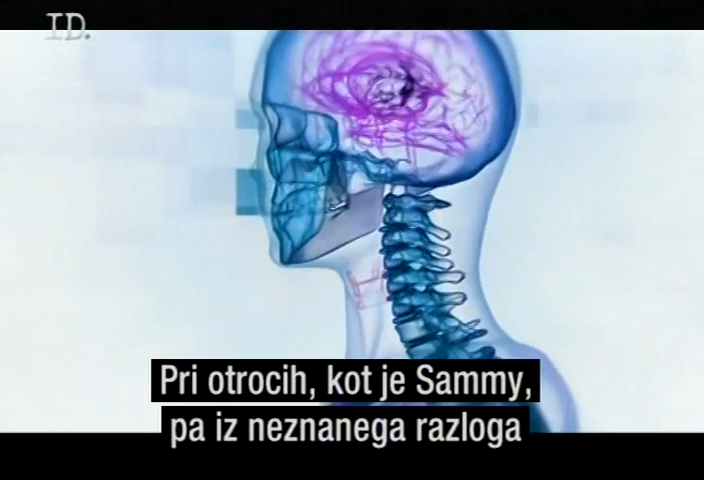 ID.
Pri otrocih, kot je Sammy,
pa iz neznanega razloga